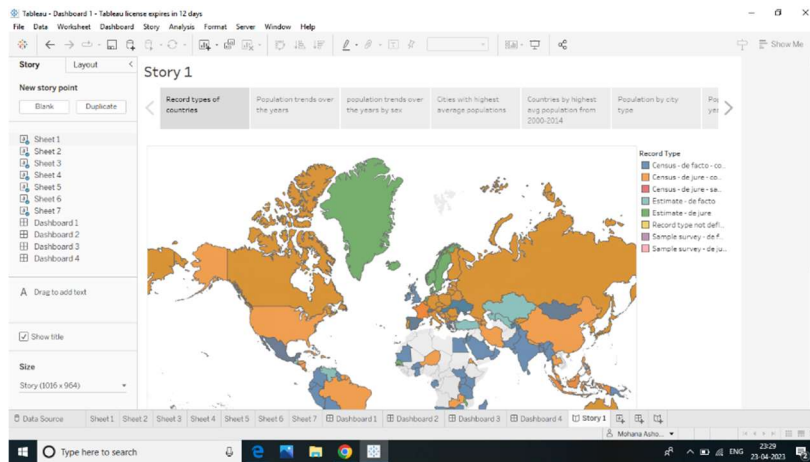 Tableau - Dashboard 1 - Tableau license expires in 12 days
File Data Worksheet Dashboard Story Analysis Format Server Window Help
Show Me
Story Layout
New story point
Blank Duplicate
Sheet 1
Sheet 2
Sheet 3
Sheet 4
Sheet 5
Sheet 6
Sheet 7
Dashboard 1
Dashboard 2
Dashboard 3
Dashboard 4
A Drag to add text
Show title
Size
Story (1016 x 964)
Story 1
Record types of
countries
Population trends over
the years
population trends over
the years by sex
Cities with highest
average populations
Countries by highest
avg population from
2000-2014
Population by city
type
Record Type
Census - de facto - co..
Census - de jure - co..
Census - de jure - sa..
Estimate - de facto
Estimate - de jure
Record type not defi..
Sample survey - de f..
Sample survey - de ju..
Data Source Sheet 1 Sheet 2 Sheet 3 Sheet 4 Sheet 5 Sheet 6 Sheet 7 Dashboard 1 Dashboard 2 Dashboard 3 Dashboard 4 Story 1
Mohana Asho...
Type here to search
ENG
23:29
23-04-2023